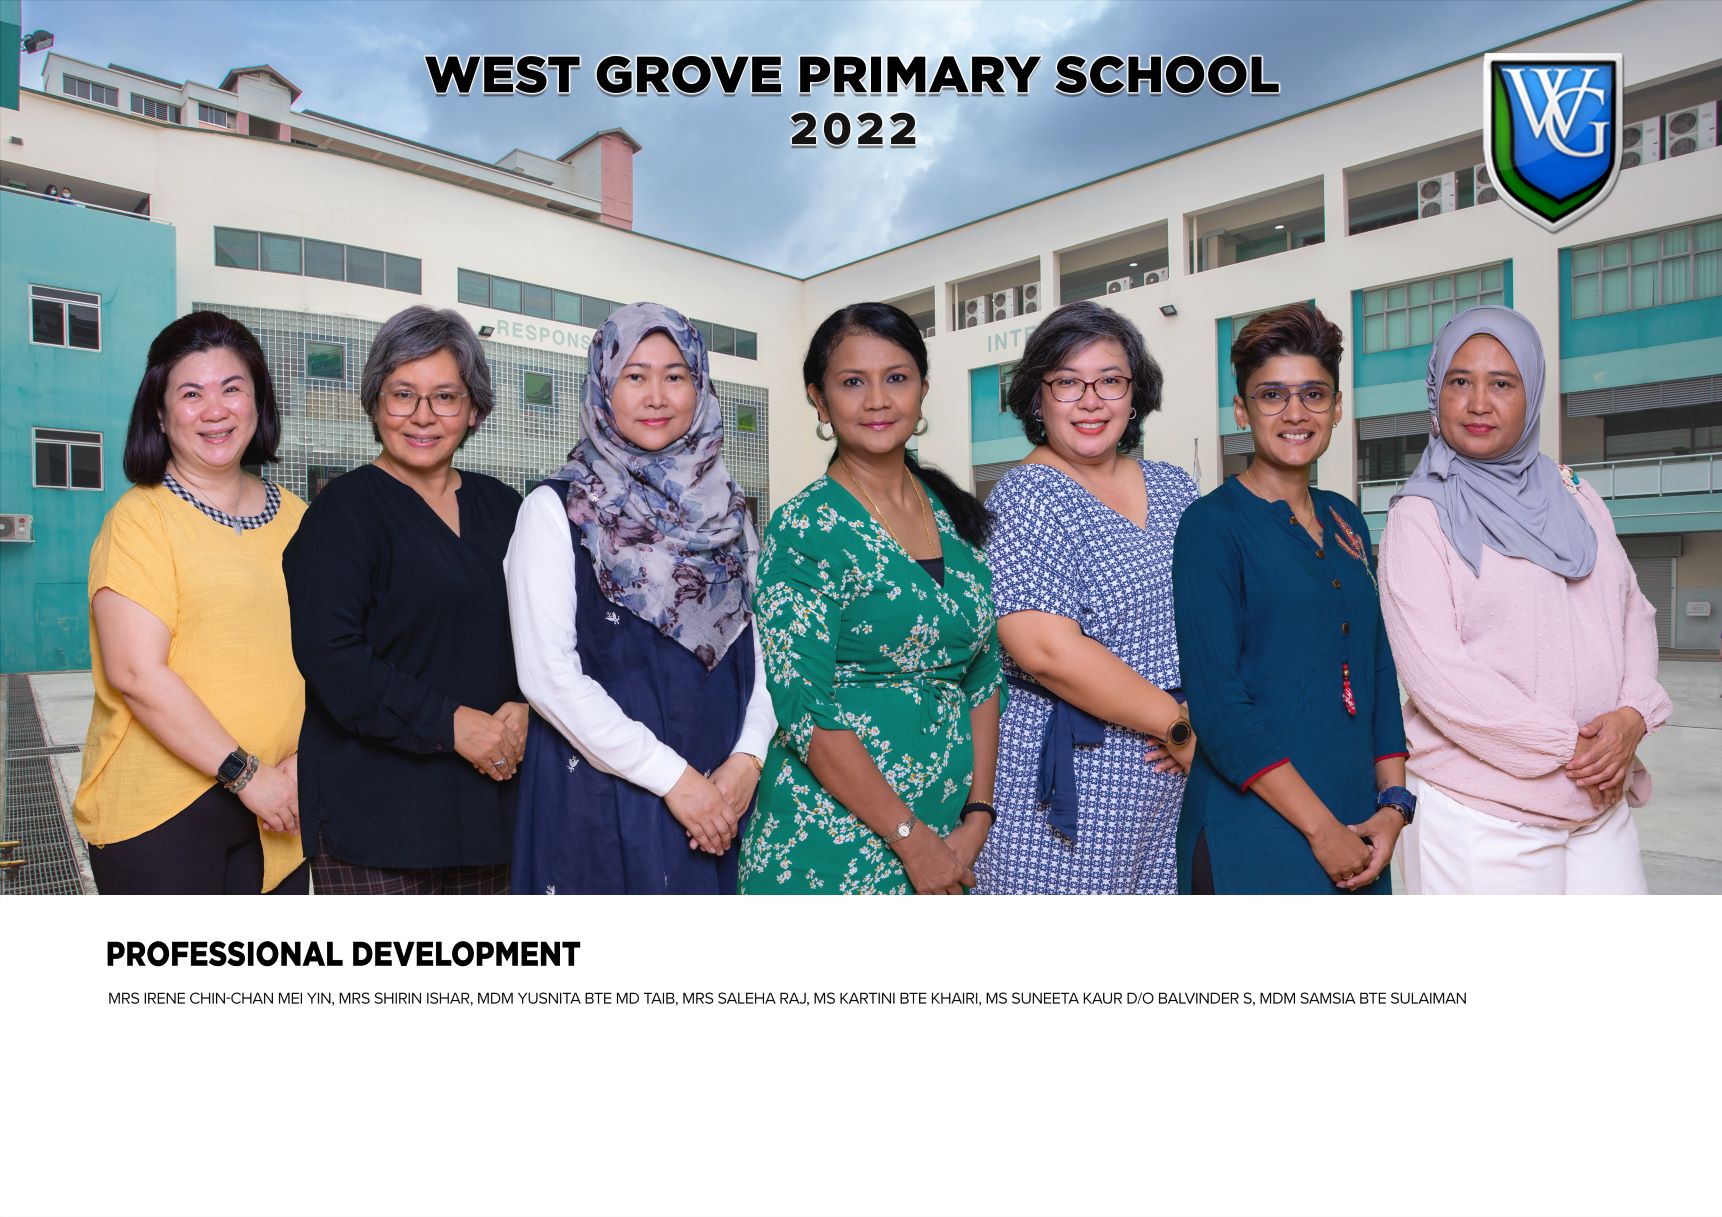 WEST GROVE PRIMARY SCHOOL
2022
WG
RESPONS
INT
PROFESSIONAL DEVELOPMENT
MRS IRENE CHIN-CHAN MEI YIN, MRS SHIRIN ISHAR, MDM YUSNITA BTE MD TAIB, MRS SALEHA RAJ, MS KARTINI BTE KHAIRI, MS SUNEETA KAUR D/O BALVINDER S, MDM SAMSIA BTE SULAIMAN